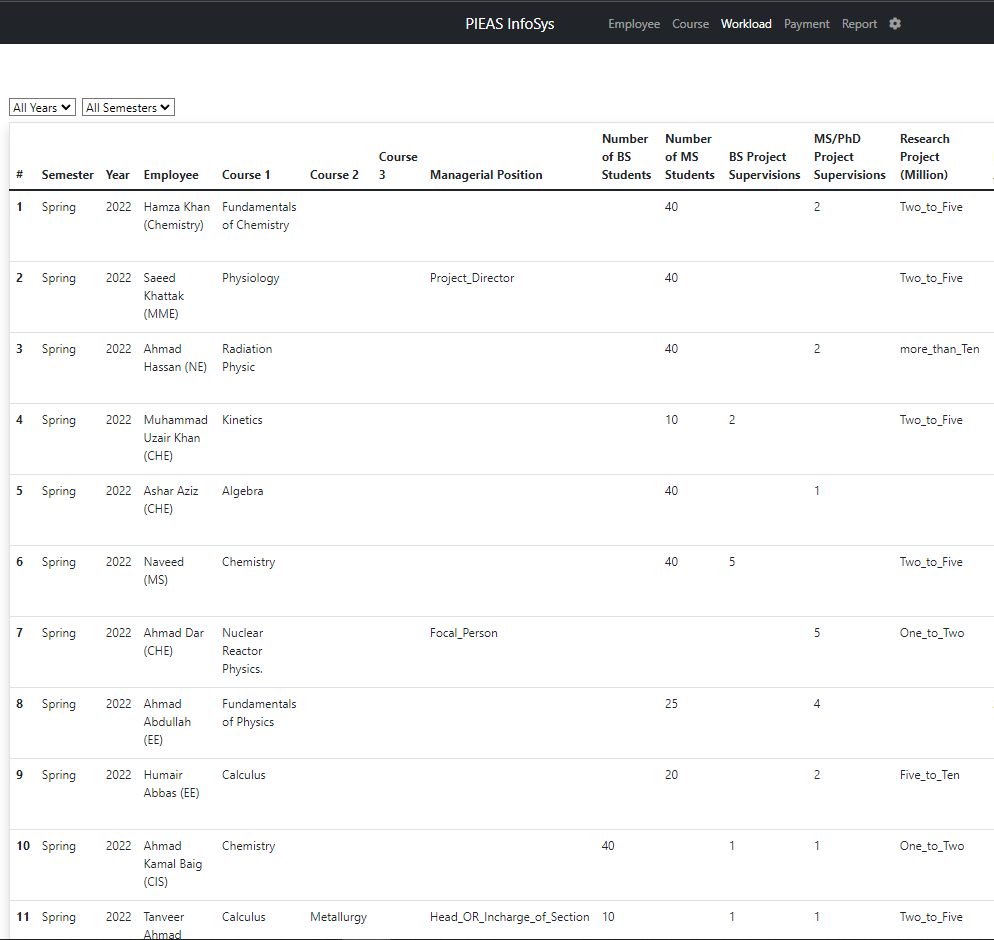 PIEAS InfoSys Employee Course Workload Payment Report
All Years All Semesters
# Semester Year Employee Course 1 Course 2 Course 3 Managerial Position Number of BS Students Number of MS Students BS Project Supervisions MS/PhD Project Supervisions Research Project (Million)
1 Spring 2022 Hamza Khan (Chemistry) Fundamentals of Chemistry 40 2 Two_to_Five
2 Spring 2022 Saeed Khattak (MME) Physiology Project_Director 40 Two_to_Five
3 Spring 2022 Ahmad Hassan (NE) Radiation Physic 40 2 more_than_Ten
4 Spring 2022 Muhammad Uzair Khan (CHE) Kinetics 10 2 Two_to_Five
5 Spring 2022 Ashar Aziz (CHE) Algebra 40 1
6 Spring 2022 Naveed (MS) Chemistry 40 5 Two_to_Five
7 Spring 2022 Ahmad Dar (CHE) Nuclear Reactor Physics. Focal_Person 5 One_to_Two
8 Spring 2022 Ahmad Abdullah (EE) Fundamentals of Physics 25 4
9 Spring 2022 Humair Abbas (EE) Calculus 20 2 Five_to_Ten
10 Spring 2022 Ahmad Kamal Baig (CIS) Chemistry 40 1 1 One_to_Two
11 Spring 2022 Tanveer Ahmad Calculus Metallurgy Head_OR_Incharge_of_Section 10 1 1 Two_to_Five